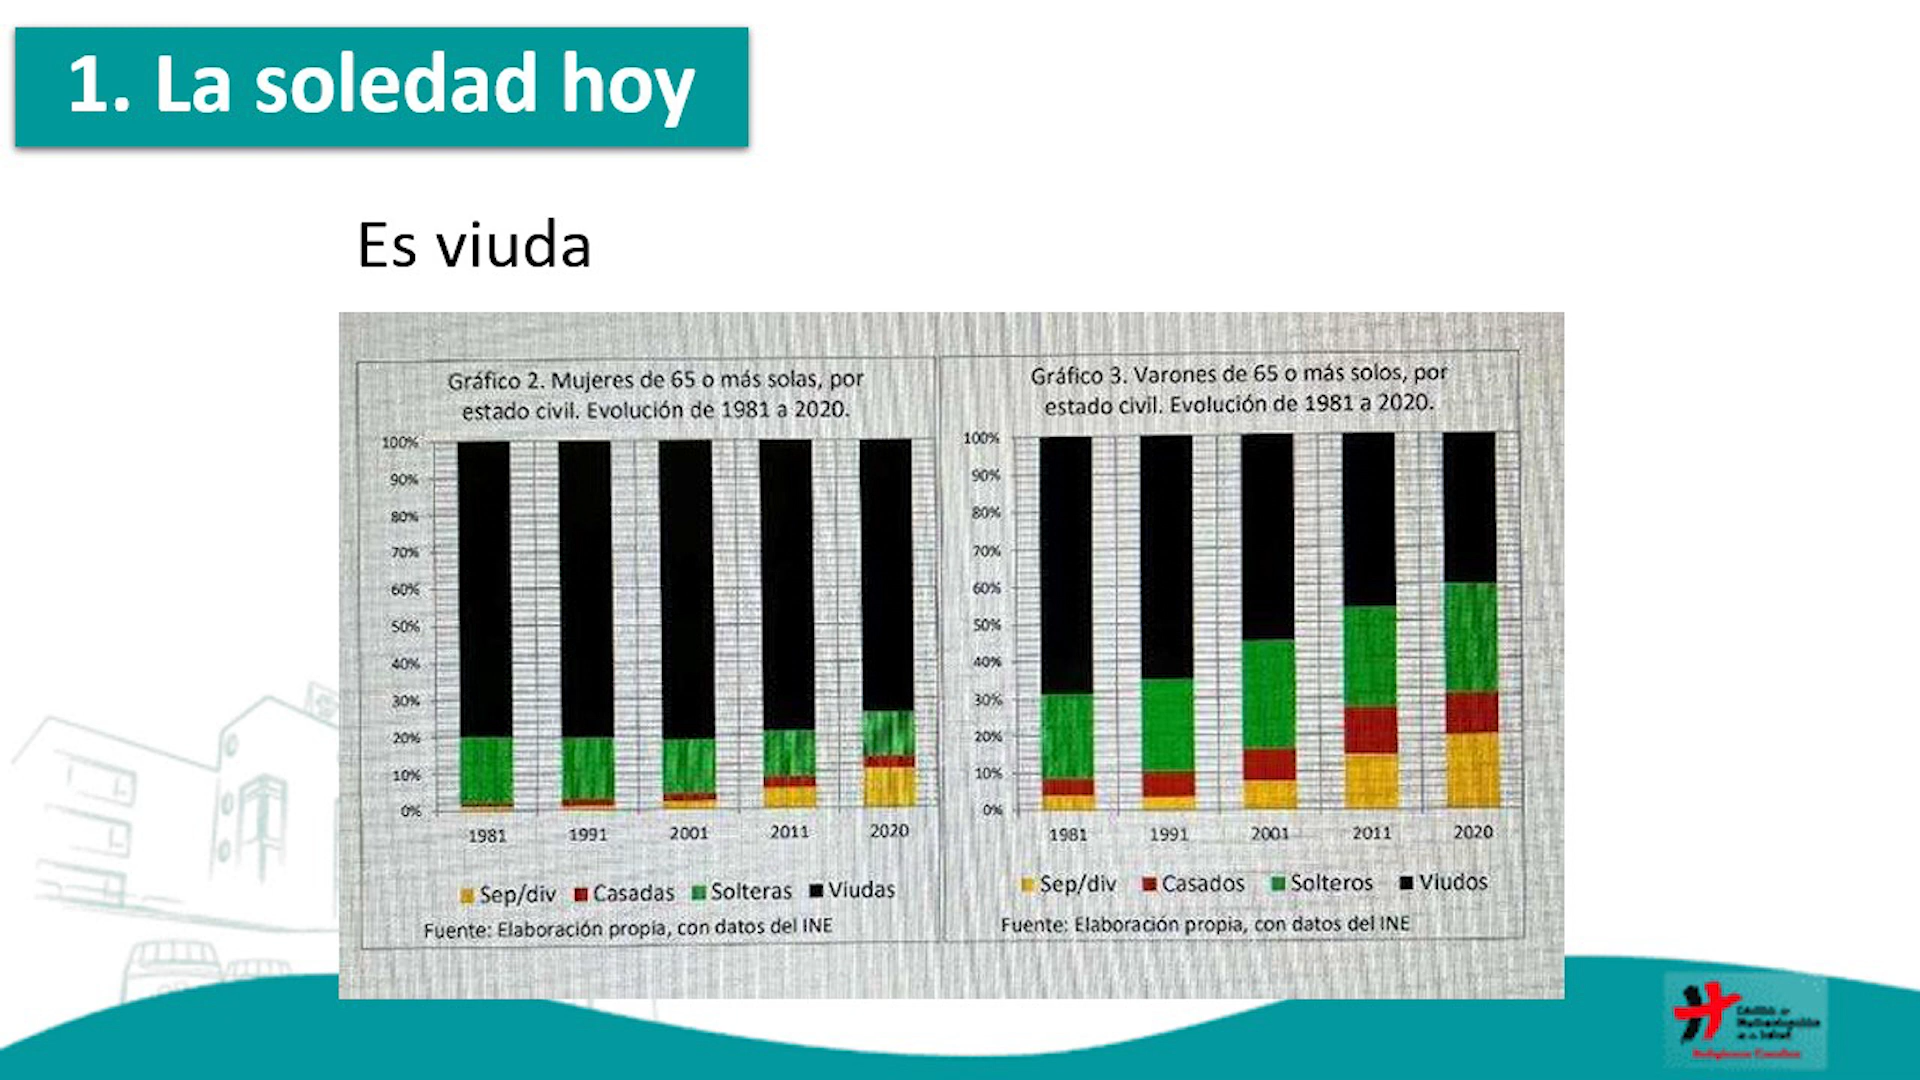 1. La soledad hoy
Es viuda
Gráfico 2. Mujeres de 65 o más solas, por
estado civil. Evolución de 1981 a 2020.
100%
90%
80%
70%
60%
50%
40%
30%
20%
10%
0%
1981 1991 2001 2011 2020
Sep/div Casadas Solteras Viudas
Fuente: Elaboración propia, con datos del INE
Gráfico 3. Varones de 65 o más solos, por
estado civil. Evolución de 1981 a 2020.
100%
90%
80%
70%
60%
50%
40%
30%
20%
10%
0%
1981 1991 2001 2011 2020
Sep/div Casados Solteros Viudos
Fuente: Elaboración propia, con datos del INE